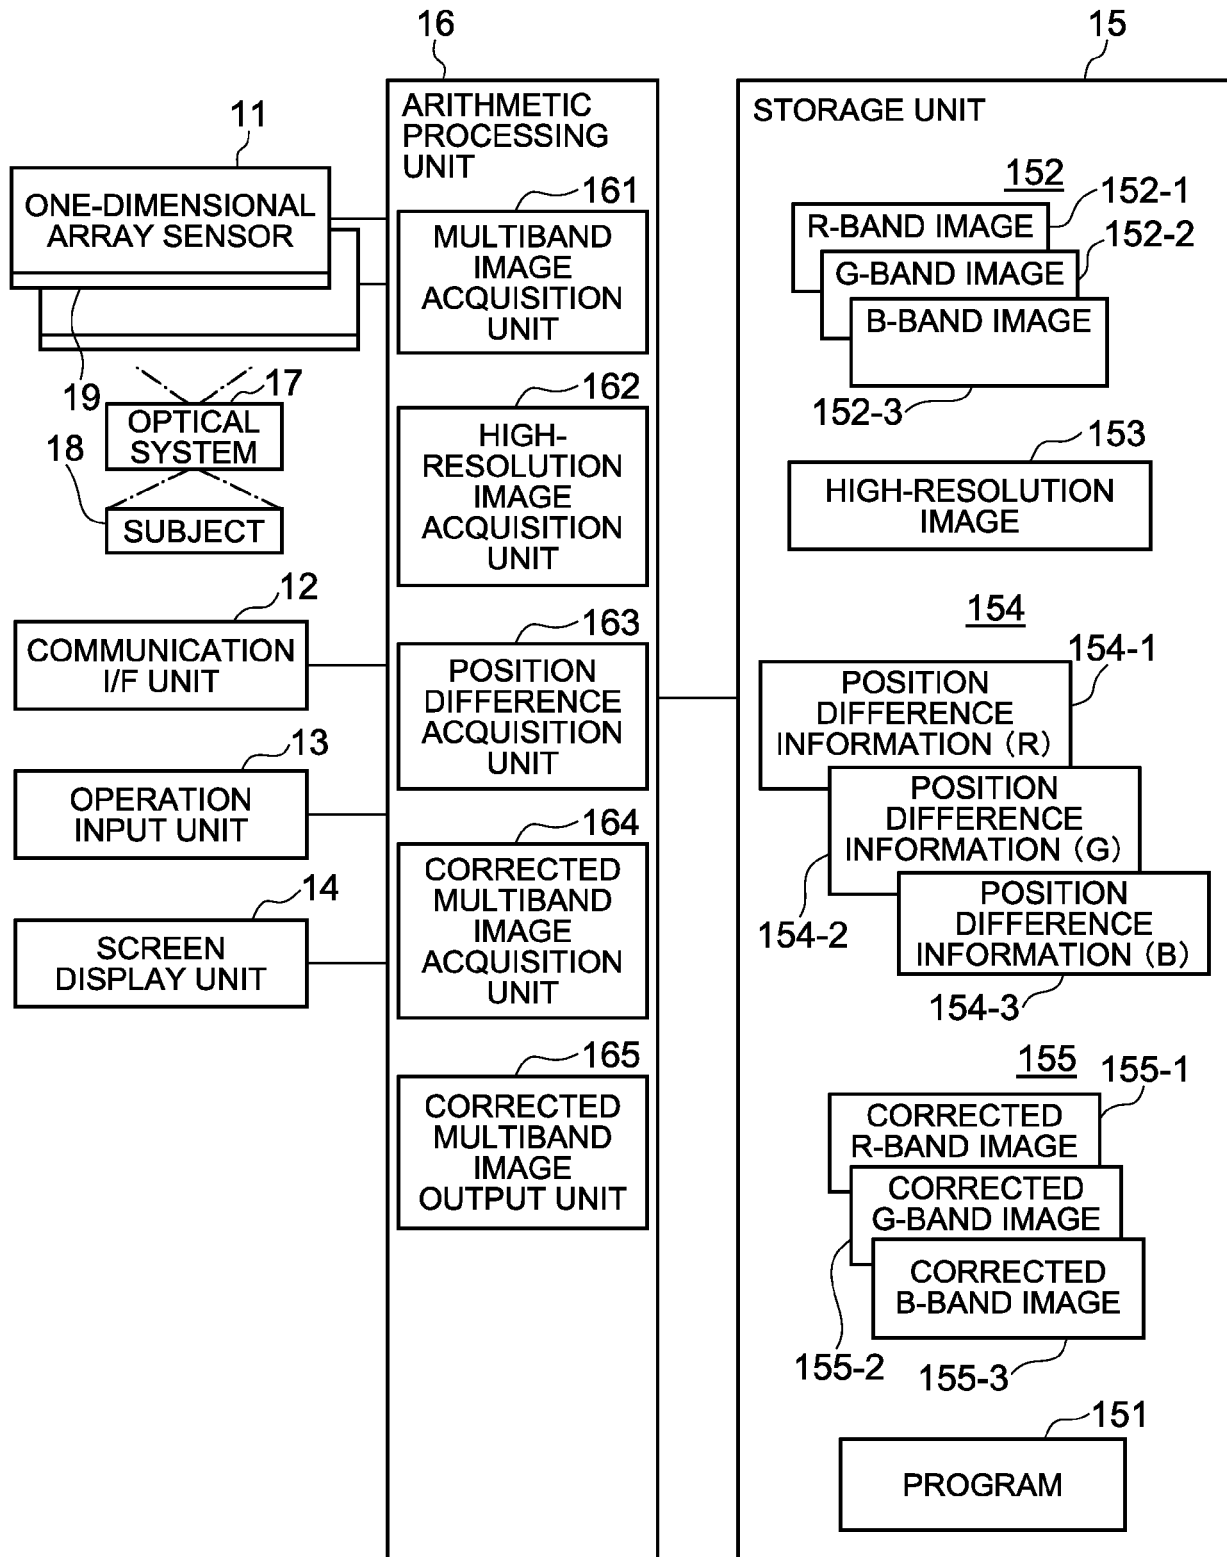 16
15
11
ARITHMETIC
PROCESSING
UNIT
STORAGE UNIT
ONE-DIMENSIONAL
ARRAY SENSOR
19
17
OPTICAL
SYSTEM
18
SUBJECT
12
COMMUNICATION
I/F UNIT
13
OPERATION
INPUT UNIT
14
SCREEN
DISPLAY UNIT
161
MULTIBAND
IMAGE
ACQUISITION
UNIT
162
HIGH-
RESOLUTION
IMAGE
ACQUISITION
UNIT
163
POSITION
DIFFERENCE
ACQUISITION
UNIT
164
CORRECTED
MULTIBAND
IMAGE
ACQUISITION
UNIT
165
CORRECTED
MULTIBAND
IMAGE
OUTPUT UNIT
152
152-1
R-BAND IMAGE
152-2
G-BAND IMAGE
B-BAND IMAGE
152-3
153
HIGH-RESOLUTION
IMAGE
154
154-1
POSITION
DIFFERENCE
INFORMATION (R)
POSITION
DIFFERENCE
INFORMATION (G)
154-2
POSITION
DIFFERENCE
INFORMATION (B)
154-3
155
155-1
CORRECTED
R-BAND IMAGE
CORRECTED
G-BAND IMAGE
CORRECTED
B-BAND IMAGE
155-2
155-3
151
PROGRAM